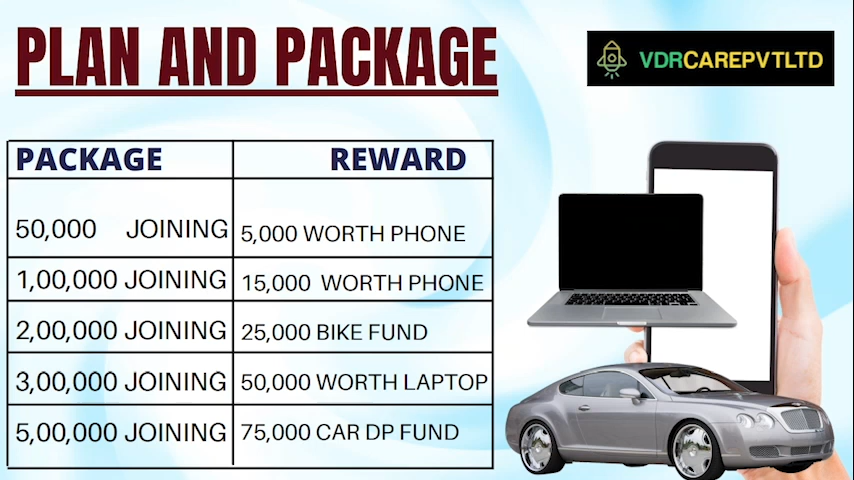 PLAN AND PACKAGE
VDRCAREPVTLTD
PACKAGE REWARD
50,000 JOINING 5,000 WORTH PHONE
1,00,000 JOINING 15,000 WORTH PHONE
2,00,000 JOINING 25,000 BIKE FUND
3,00,000 JOINING 50,000 WORTH LAPTOP
5,00,000 JOINING 75,000 CAR DP FUND